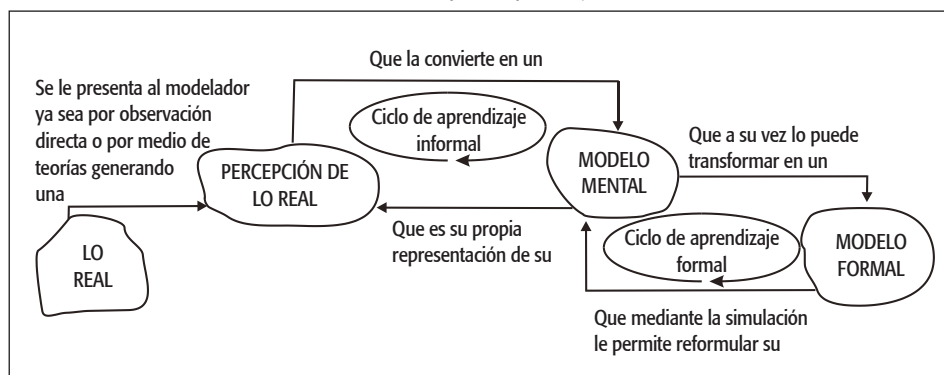 Se le presenta al modelador
ya sea por observación
directa o por medio de
teorías generando
una
LO
REAL
PERCEPCIÓN DE
LO REAL
Que la convierte en un
Ciclo de aprendizaje
informal
MODELO
MENTAL
Que es su propia
representación de su
Que a su vez lo puede
transformar en un
Ciclo de aprendizaje
formal
MODELO
FORMAL
Que mediante la simulación
le permite reformular su